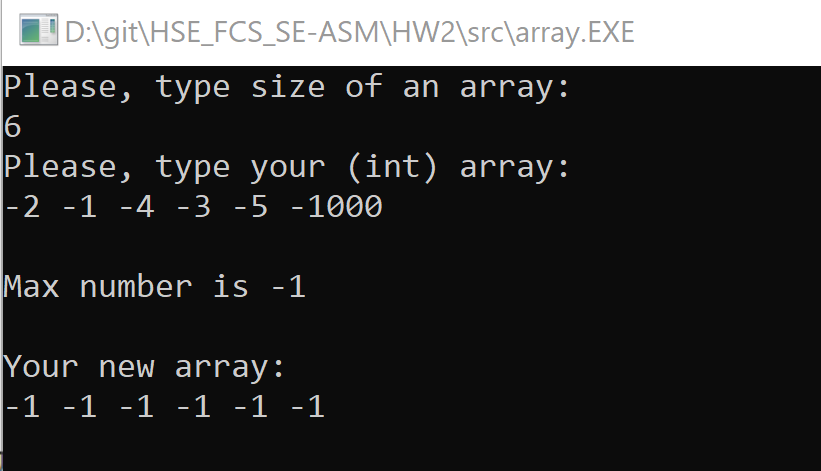 D:\git\HSE_FCS_SE-ASM\HW2\src\array.EXE
Please, type size of an array:
6
Please, type your (int) array:
-2 -1 -4 -3 -5 -1000
Max number is -1
Your new array:
-1 -1 -1 -1 -1 -1